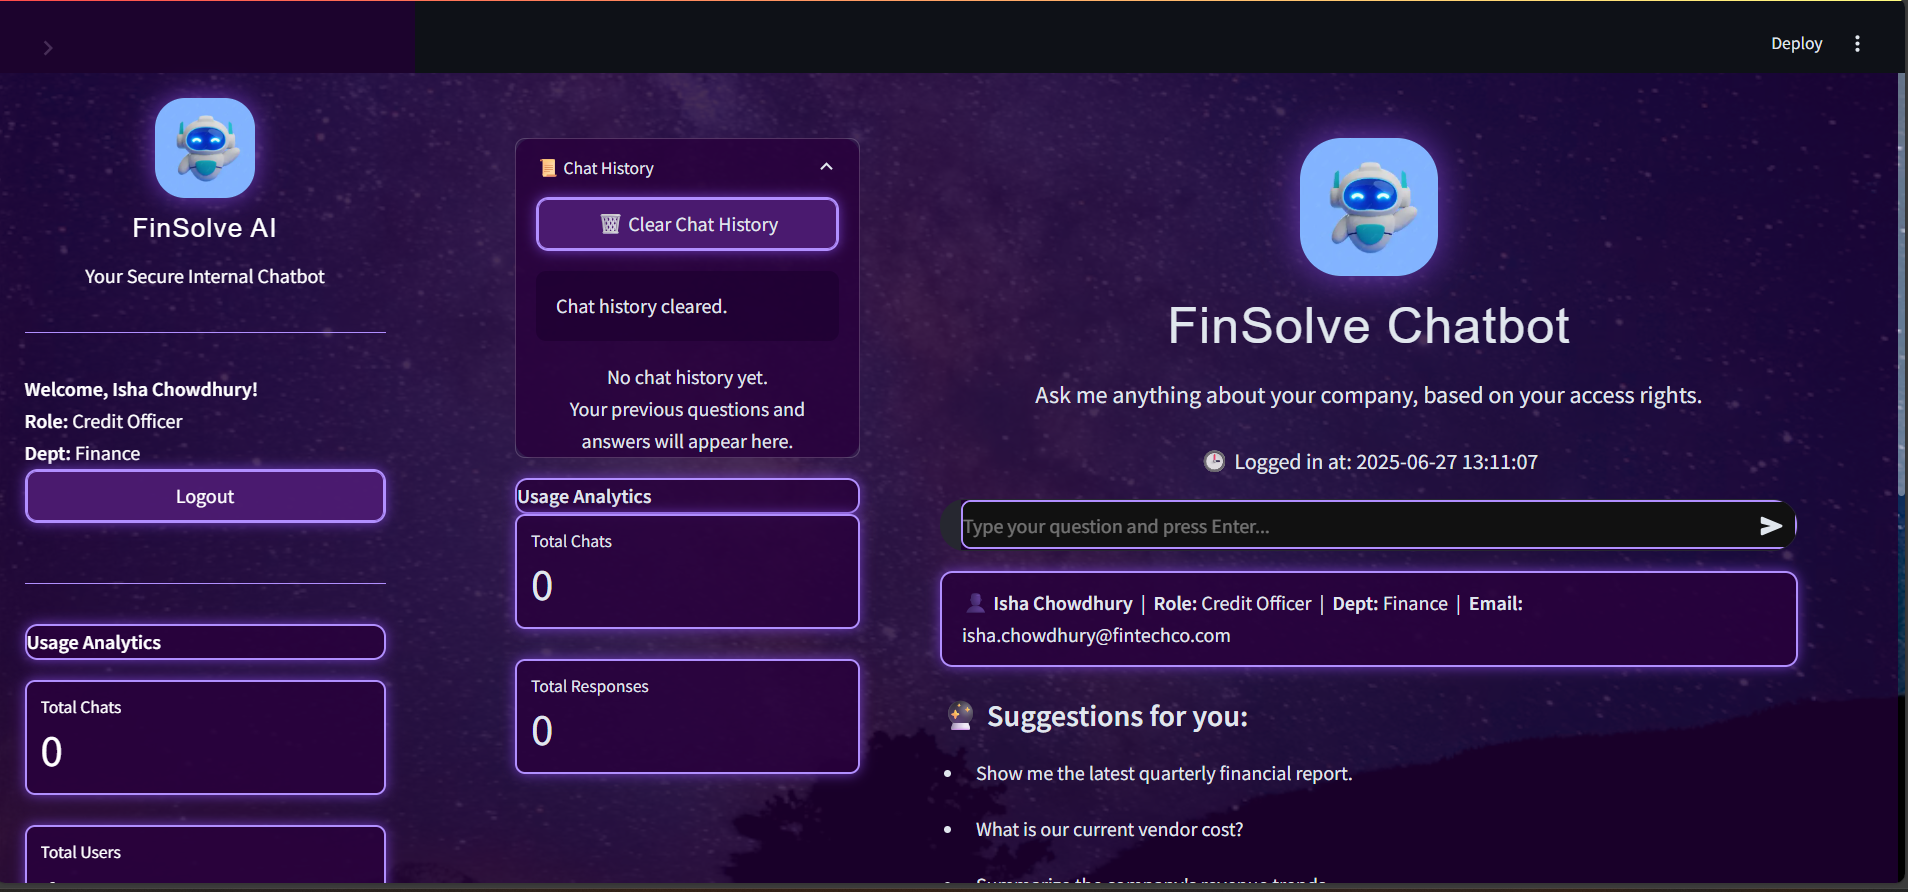 Deploy
FinSolve AI
Your Secure Internal Chatbot
Welcome, Isha Chowdhury!
Role: Credit Officer
Dept: Finance
Logout
Usage Analytics
Total Chats
0
Total Users
Chat History
Clear Chat History
Chat history cleared.
No chat history yet.
Your previous questions and
answers will appear here.
Usage Analytics
Total Chats
0
Total Responses
0
FinSolve Chatbot
Ask me anything about your company, based on your access rights.
Logged in at: 2025-06-27 13:11:07
Type your question and press Enter...
Isha Chowdhury | Role: Credit Officer | Dept: Finance | Email:
isha.chowdhury@fintechco.com
Suggestions for you:
• Show me the latest quarterly financial report.
• What is our current vendor cost?
• Summarize the company's revenue trends